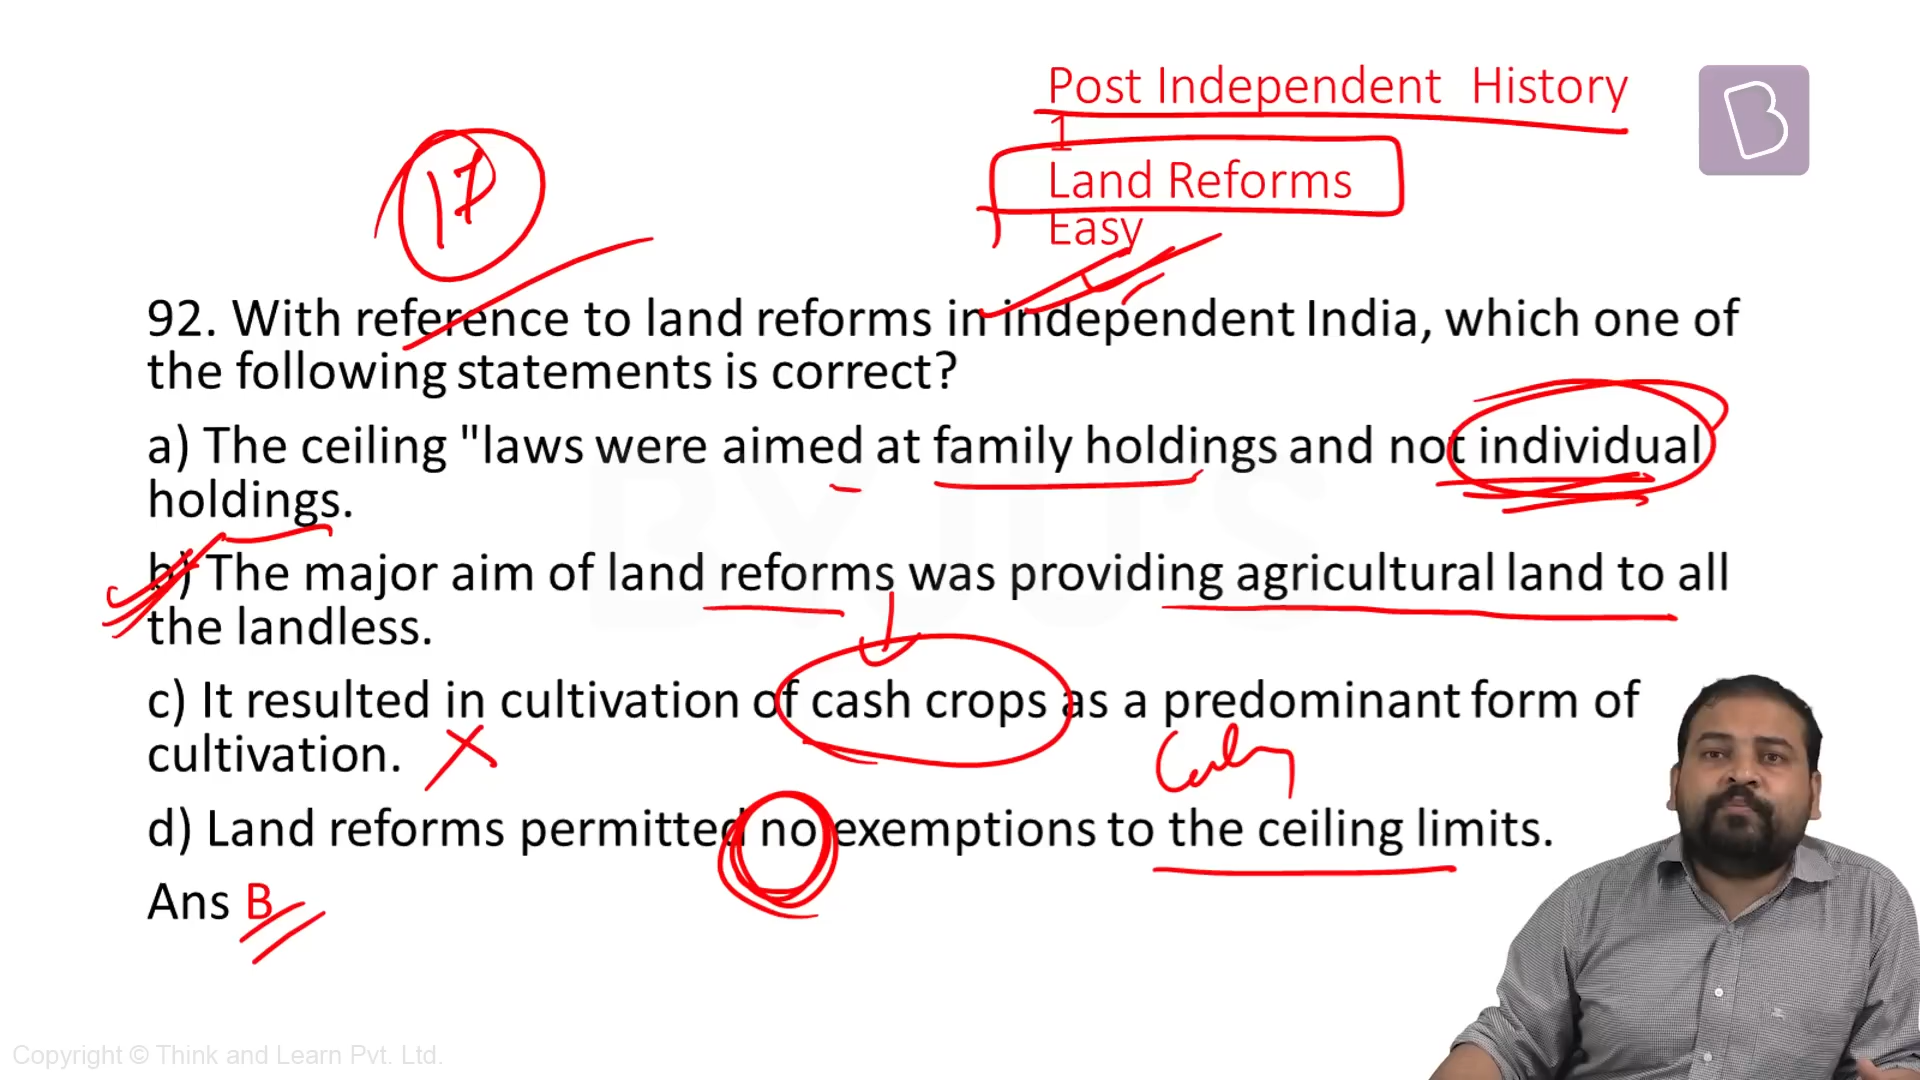 Post Independent History
1
Land Reforms
Easy
17
92. With reference to land reforms in independent India, which one of
the following statements is correct?
a) The ceiling "laws were aimed at family holdings and not individual
holdings.
b) The major aim of land reforms was providing agricultural land to all
the landless.
c) It resulted in cultivation of cash crops as a predominant form of
cultivation.
d) Land reforms permitted no exemptions to the ceiling limits.
Ans B
BYJU'S
B
Copyright © Think and Learn Pvt. Ltd.